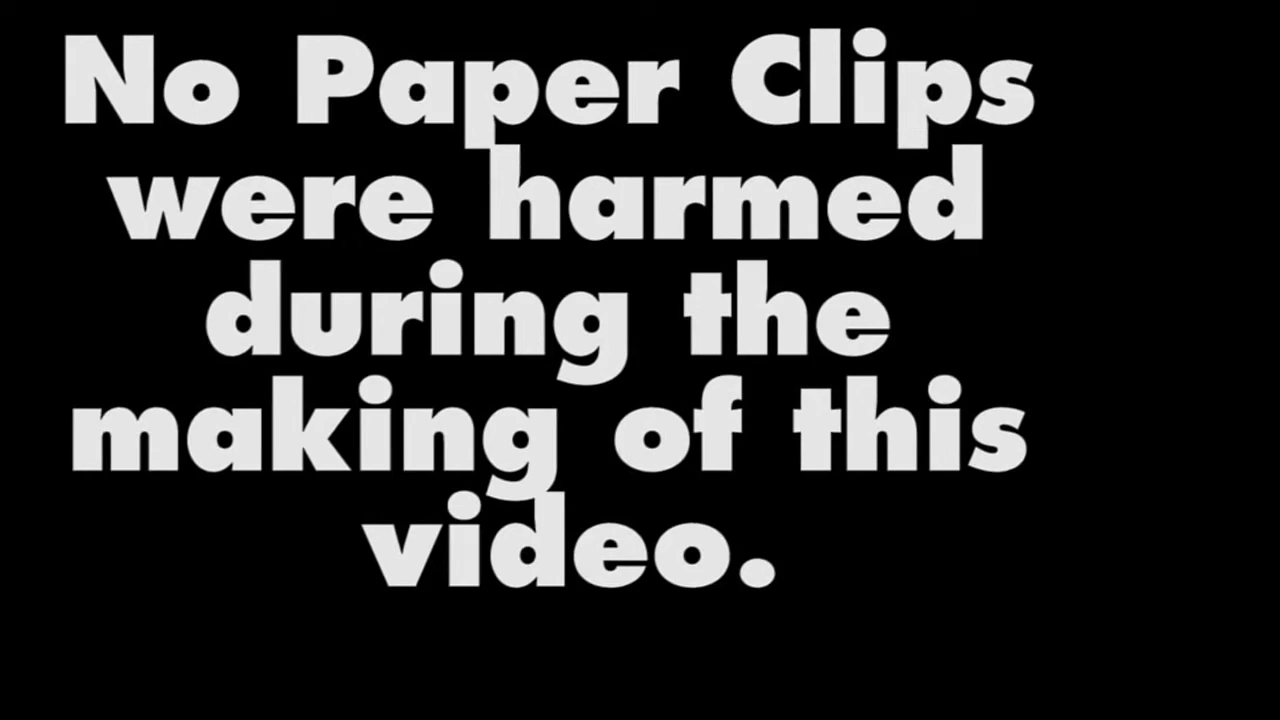 No Paper Clips
were harmed
during the
making of this
video.